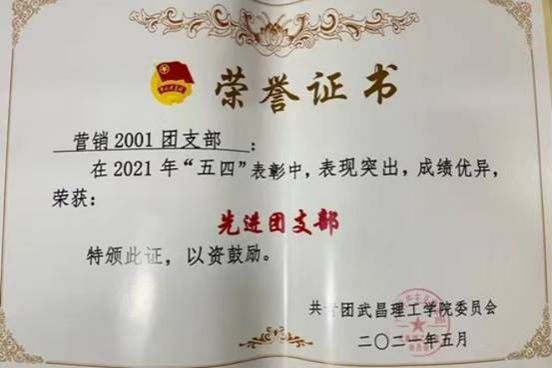 荣誉证书
营销2001团支部:
在2021年“五四”表彰中,表现突出,成绩优异,
荣获:
先进团支部
特颁此证,以资鼓励。
共青团武昌理工学院委员会
二〇二一年五月